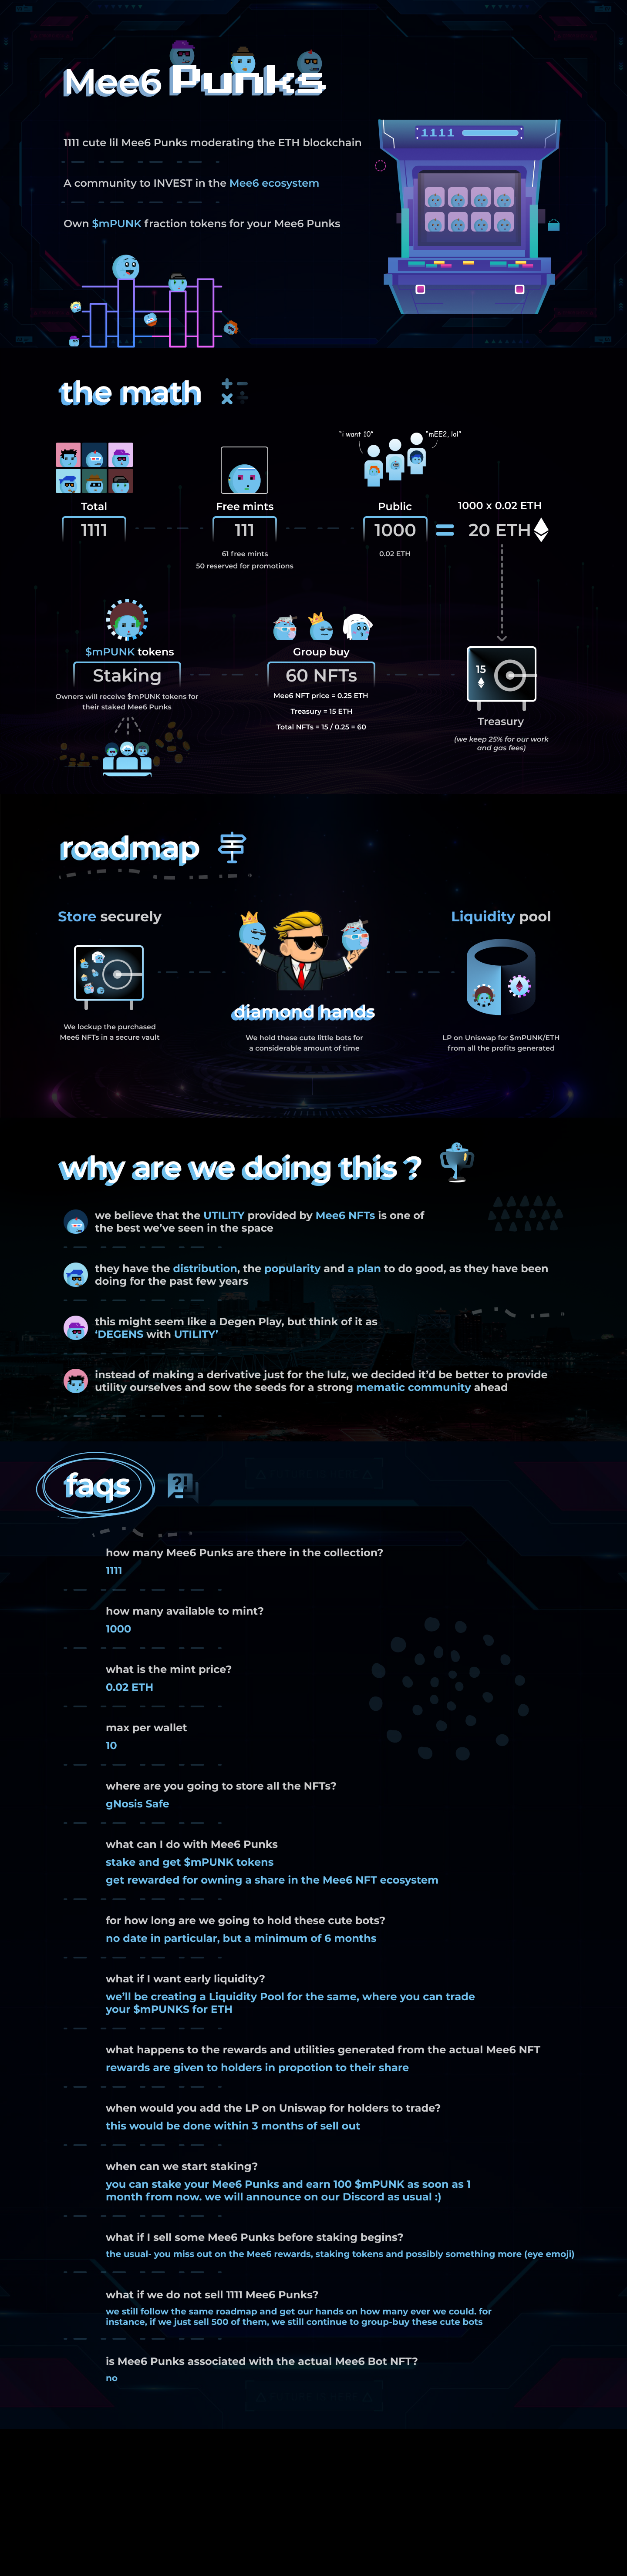 Mee6 Punks
1111 cute lil Mee6 Punks moderating the ETH blockchain
A community to INVEST in the Mee6 ecosystem
Own $mPUNK fraction tokens for your Mee6 Punks
1111
the math
"i want 10"
"mEE2, lol"
Total
1111
Free mints
111
61 free mints
50 reserved for promotions
Public
1000
0.02 ETH
1000 x 0.02 ETH
= 20 ETH
$mPUNK tokens
Staking
Owners will receive $mPUNK tokens for
their staked Mee6 Punks
Group buy
60 NFTs
Mee6 NFT price = 0.25 ETH
Treasury = 15 ETH
Total NFTs = 15 / 0.25 = 60
15
Treasury
(we keep 25% for our work
and gas fees)
roadmap
Store securely
We lockup the purchased
Mee6 NFTs in a secure vault
diamond hands
We hold these cute little bots for
a considerable amount of time
Liquidity pool
LP on Uniswap for $mPUNK/ETH
from all the profits generated
why are we doing this ?
we believe that the UTILITY provided by Mee6 NFTs is one of
the best we've seen in the space
they have the distribution, the popularity and a plan to do good, as they have been
doing for the past few years
this might seem like a Degen Play, but think of it as
‘DEGENS with UTILITY’
instead of making a derivative just for the lulz, we decided it'd be better to provide
utility ourselves and sow the seeds for a strong mematic community ahead
faqs
how many Mee6 Punks are there in the collection?
1111
how many available to mint?
1000
what is the mint price?
0.02 ETH
max per wallet
10
where are you going to store all the NFTs?
gNosis Safe
what can I do with Mee6 Punks
stake and get $mPUNK tokens
get rewarded for owning a share in the Mee6 NFT ecosystem
for how long are we going to hold these cute bots?
no date in particular, but a minimum of 6 months
what if I want early liquidity?
we'll be creating a Liquidity Pool for the same, where you can trade
your $mPUNKS for ETH
what happens to the rewards and utilities generated from the actual Mee6 NFT
rewards are given to holders in propotion to their share
when would you add the LP on Uniswap for holders to trade?
this would be done within 3 months of sell out
when can we start staking?
you can stake your Mee6 Punks and earn 100 $mPUNK as soon as 1
month from now. we will announce on our Discord as usual :)
what if I sell some Mee6 Punks before staking begins?
the usual- you miss out on the Mee6 rewards, staking tokens and possibly something more (eye emoji)
what if we do not sell 1111 Mee6 Punks?
we still follow the same roadmap and get our hands on how many ever we could. for
instance, if we just sell 500 of them, we still continue to group-buy these cute bots
is Mee6 Punks associated with the actual Mee6 Bot NFT?
no